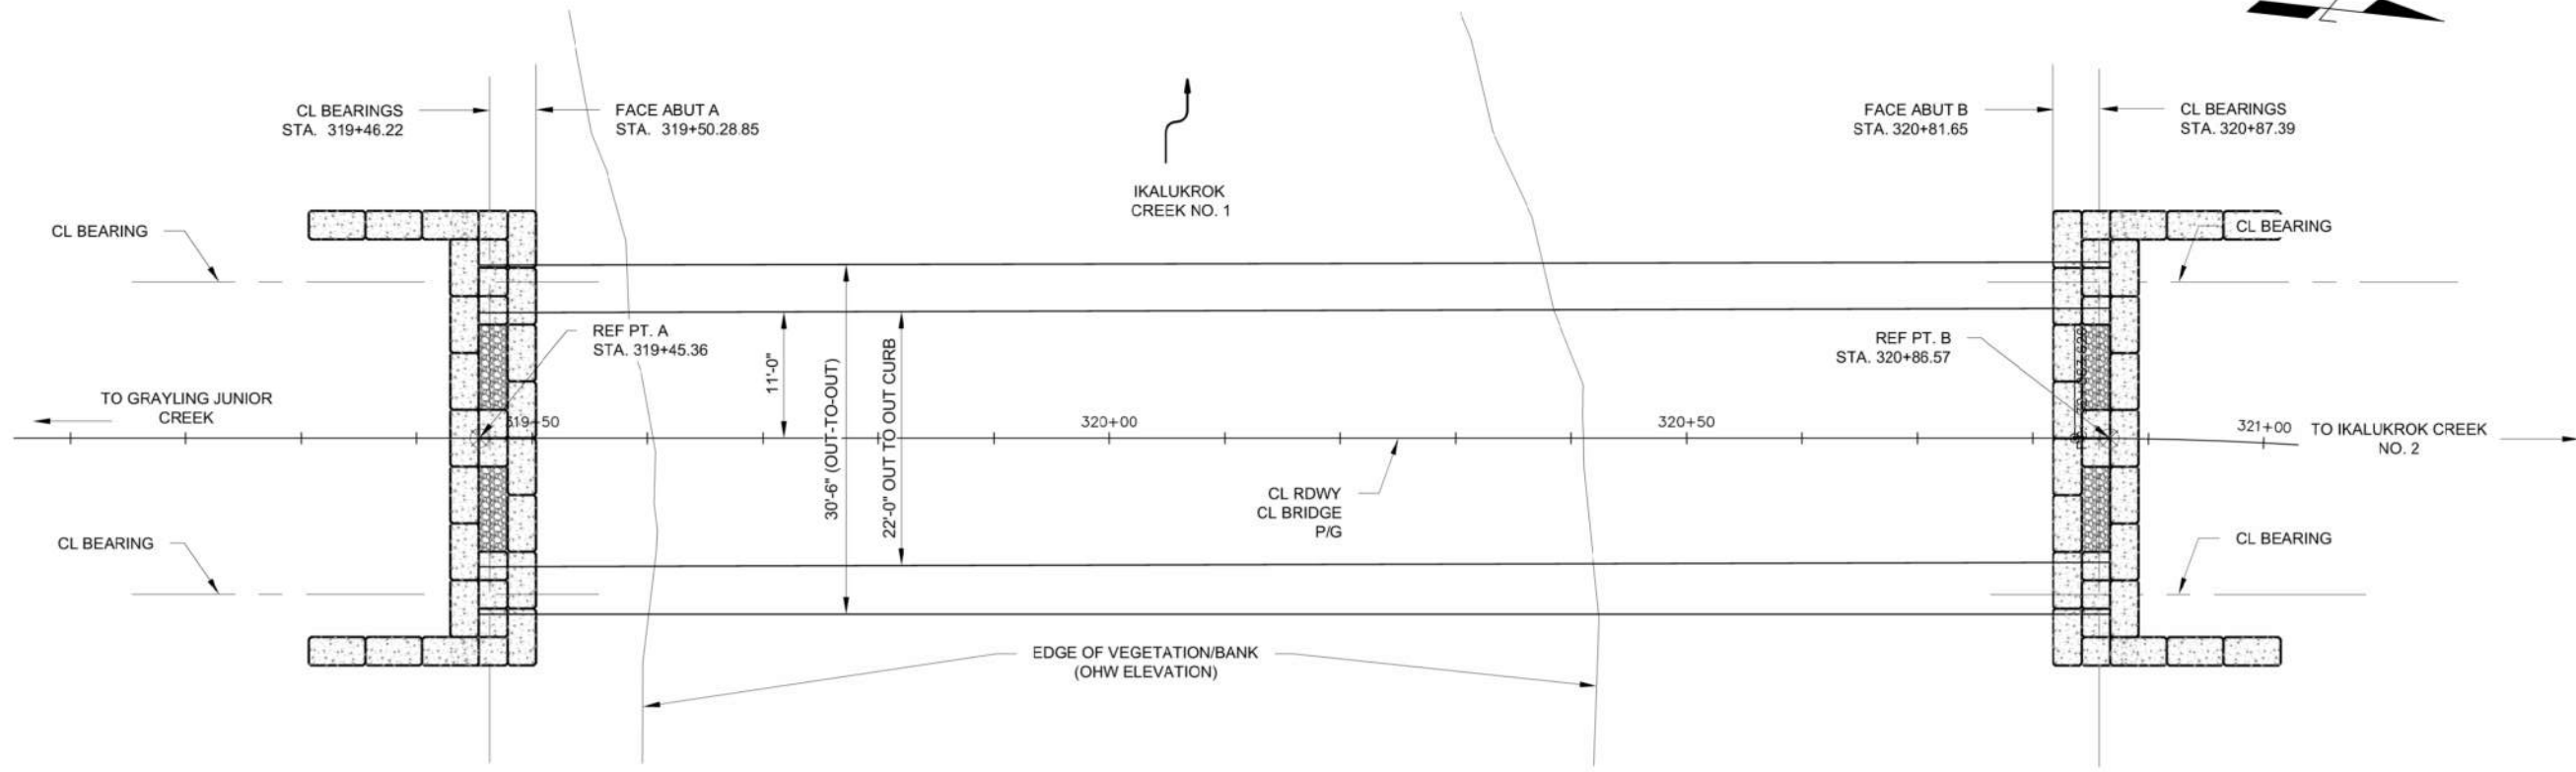 CL BEARINGS
STA. 319+46.22
FACE ABUT A
STA. 319+50.28.85
FACE ABUT B
STA. 320+81.65
CL BEARINGS
STA. 320+87.39
IKALUKROK
CREEK NO. 1
CL BEARING
CL BEARING
REF PT. A
STA. 319+45.36
REF PT. B
STA. 320+86.57
11'-0"
30'-6" (OUT-TO-OUT)
22'-0" OUT TO OUT CURB
TO GRAYLING JUNIOR
CREEK
319+50
320+00
320+50
321+00
TO IKALUKROK CREEK
NO. 2
CL RDWY
CL BRIDGE
P/G
CL BEARING
CL BEARING
EDGE OF VEGETATION/BANK
(OHW ELEVATION)